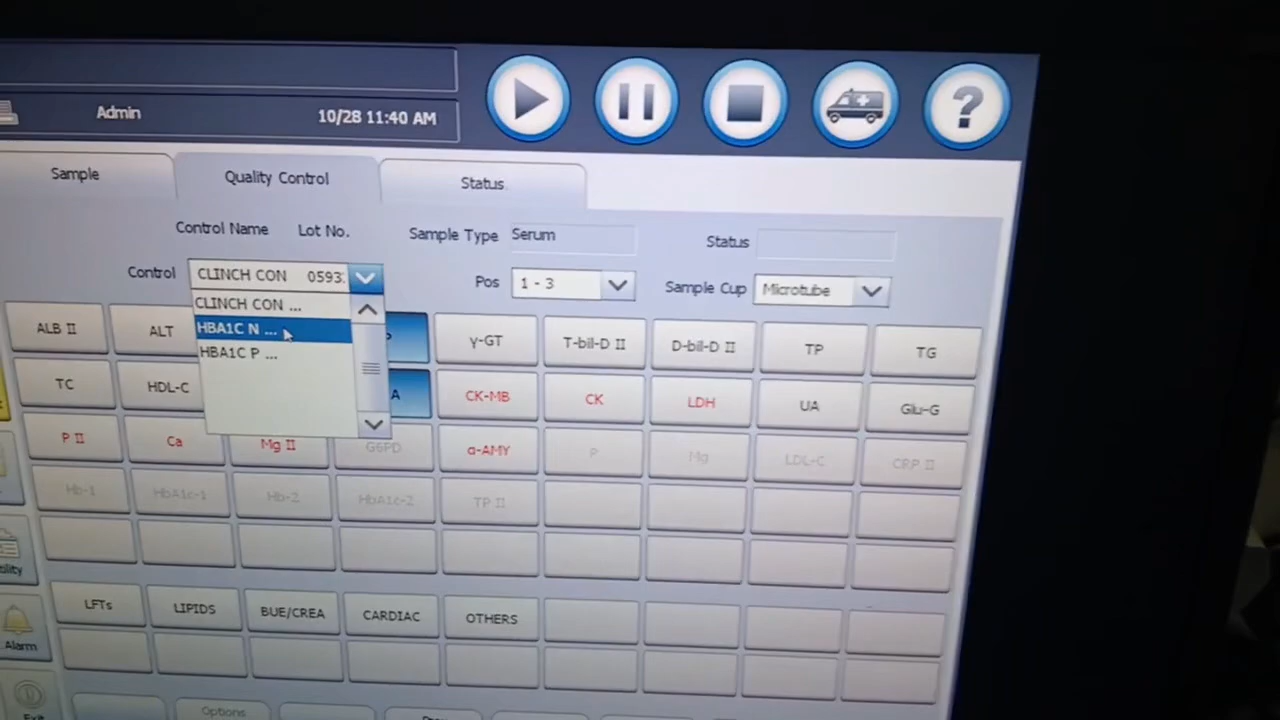 Admin
10/28 11:40 AM
?
Sample
Quality Control
Status
Control Name
Lot No.
Sample Type
Serum
Status
Control
CLINCH CON 0593
Pos
1 - 3
Sample Cup
Microtube
CLINCH CON ...
HBA1C N ...
HBA1C P ...
ALB II
ALT
γ-GT
T-bil-D II
D-bil-D II
TP
TG
TC
HDL-C
A
CK-MB
CK
LDH
UA
Glu-G
P II
Ca
Mg II
G6PD
α-AMY
P
Mg
LDL-C
CRP II
Hb-1
HbA1c-1
Hb-2
HbA1c-2
TP II
LFTs
LIPIDS
BUE/CREA
CARDIAC
OTHERS
Alarm
Exit
Options